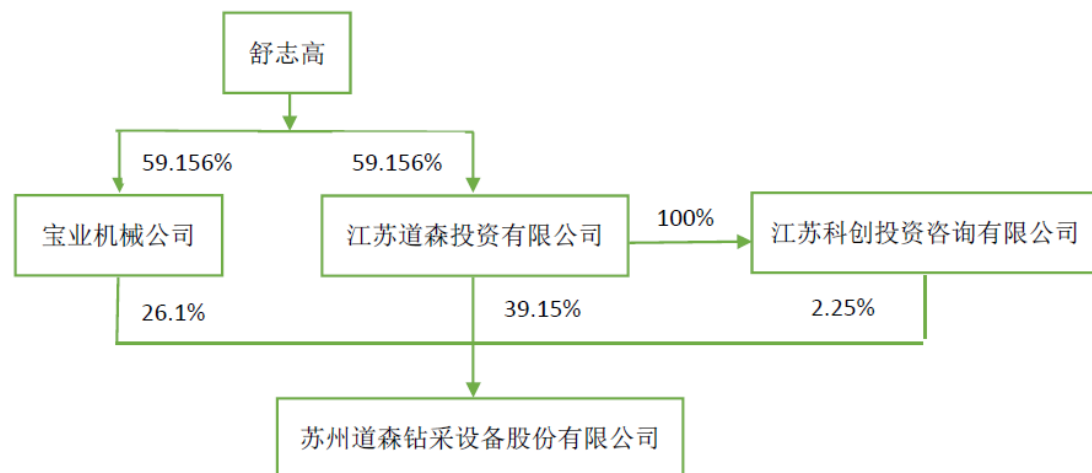 舒志高
59.156%
59.156%
宝业机械公司
江苏道森投资有限公司
100%
江苏科创投资咨询有限公司
26.1%
39.15%
2.25%
苏州道森钻采设备股份有限公司